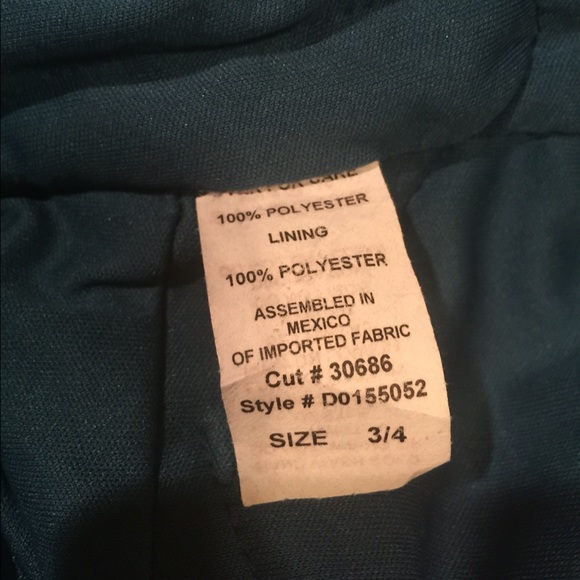 100% POLYESTER
LINING
100% POLYESTER
ASSEMBLED IN
MEXICO
OF IMPORTED FABRIC
Cut # 30686
Style # D0155052
SIZE 3/4